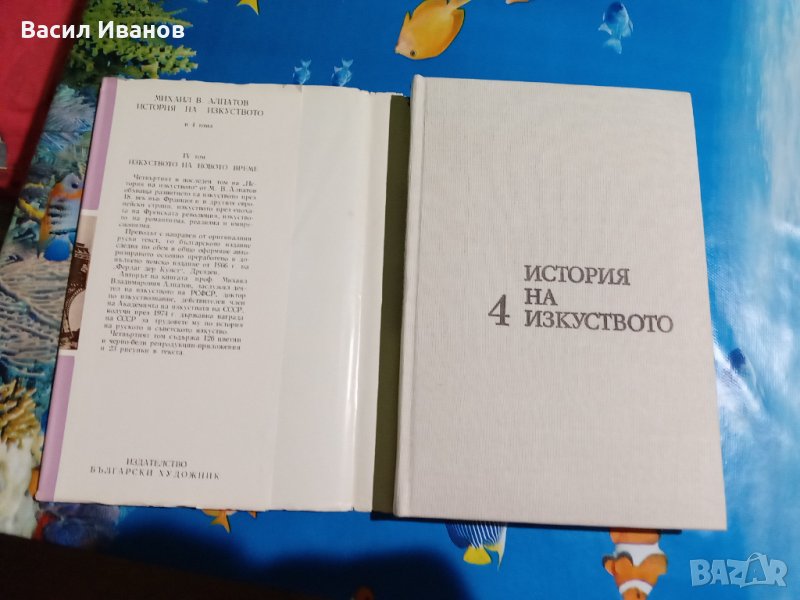 Васил Иванов
МИХАИЛ В. АЛПАТОВ
ИСТОРИЯ НА ИЗКУСТВОТО
в 4 тома
IV том
ИЗКУСТВОТО НА НОВОТО ВРЕМЕ
Четвъртият и последен том на „Ис-
тория на изкуството" от М. В. Алпатов
обхваща развитието на изкуството през
18. век във Франция и в другите евро-
пейски страни, изкуството през епоха-
та на Френската революция, изкуство-
то на романтизма, реализма и импре-
сионизма.
Преводът е направен от оригиналния
руски текст, но българското издание
следва по обем и общо оформяне авто-
ризираното основно преработено и до-
пълнено немско издание от 1966 г. на
„Ферлаг дер Кунст", Дрезден.
Авторът на книгата проф. Михаил
Владимирович Алпатов, заслужил дея-
тел на изкуството на РСФСР, доктор
по изкуствознание, действителен член
на Академията на изкуствата на СССР,
получи през 1974 г. държавна награда
на СССР за трудовете му по история
на руското и съветското изкуство.
Четвъртият том съдържа 126 цветни
и черно-бели репродукции-приложения
и 23 рисунки в текста.
ИЗДАТЕЛСТВО
БЪЛГАРСКИ ХУДОЖНИК
4 ИСТОРИЯ
НА
ИЗКУСТВОТО
BAZAR